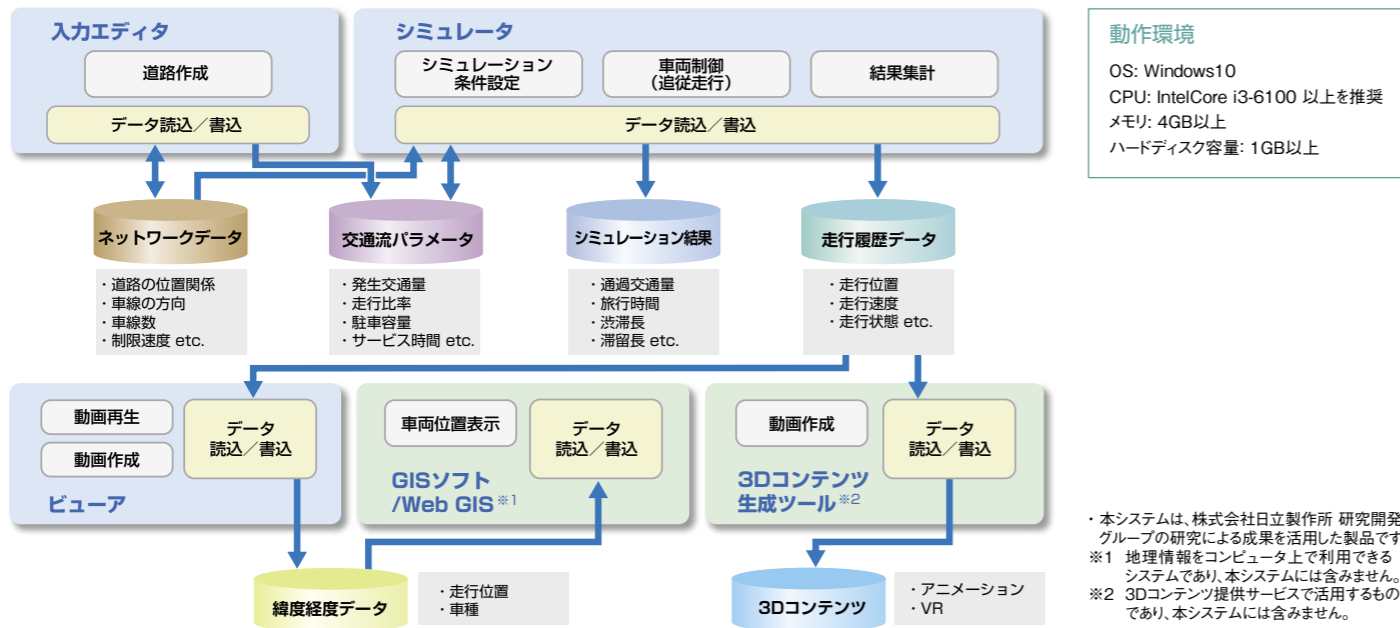 入力エディタ
道路作成
データ読込／書込
シミュレータ
シミュレーション
条件設定
車両制御
（追従走行）
結果集計
データ読込／書込
ネットワークデータ
・道路の位置関係
・車線の方向
・車線数
・制限速度 etc.
交通流パラメータ
・発生交通量
・走行比率
・駐車容量
・サービス時間 etc.
シミュレーション結果
・通過交通量
・旅行時間
・渋滞長
・滞留長 etc.
走行履歴データ
・走行位置
・走行速度
・走行状態 etc.
動画再生
動画作成
データ
読込／書込
ビューア
車両位置表示
データ
読込／書込
GISソフト
/Web GIS※1
動画作成
データ
読込／書込
3Dコンテンツ
生成ツール※2
緯度経度データ
・走行位置
・車種
3Dコンテンツ
・アニメーション
・VR
動作環境
OS: Windows10
CPU: IntelCore i3-6100 以上を推奨
メモリ: 4GB以上
ハードディスク容量: 1GB以上
・本システムは、株式会社日立製作所 研究開発
グループの研究による成果を活用した製品です
※1 地理情報をコンピュータ上で利用できる
システムであり、本システムには含みません。
※2 3Dコンテンツ提供サービスで活用するもの
であり、本システムには含みません。